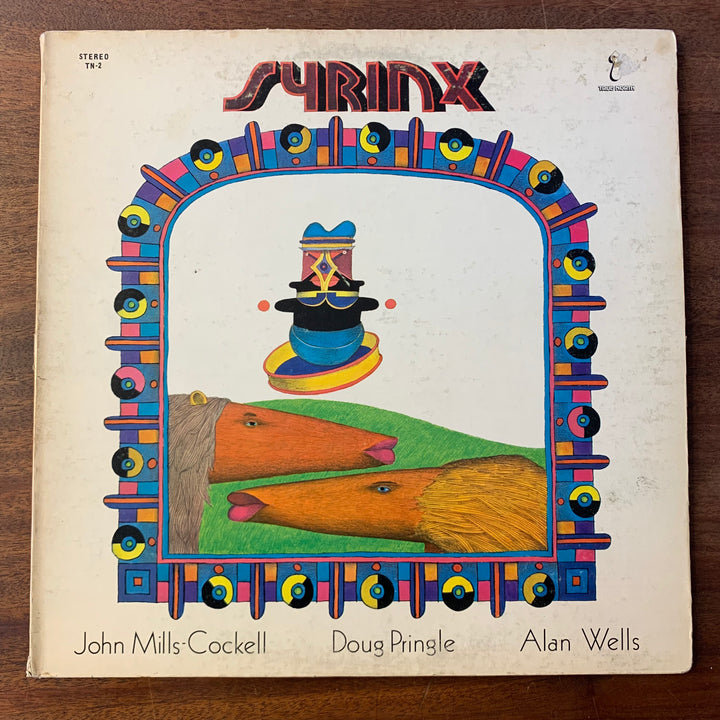 STEREO
TN-2
SYRINX
TRUE NORTH
John Mills-Cockell
Doug Pringle
Alan Wells